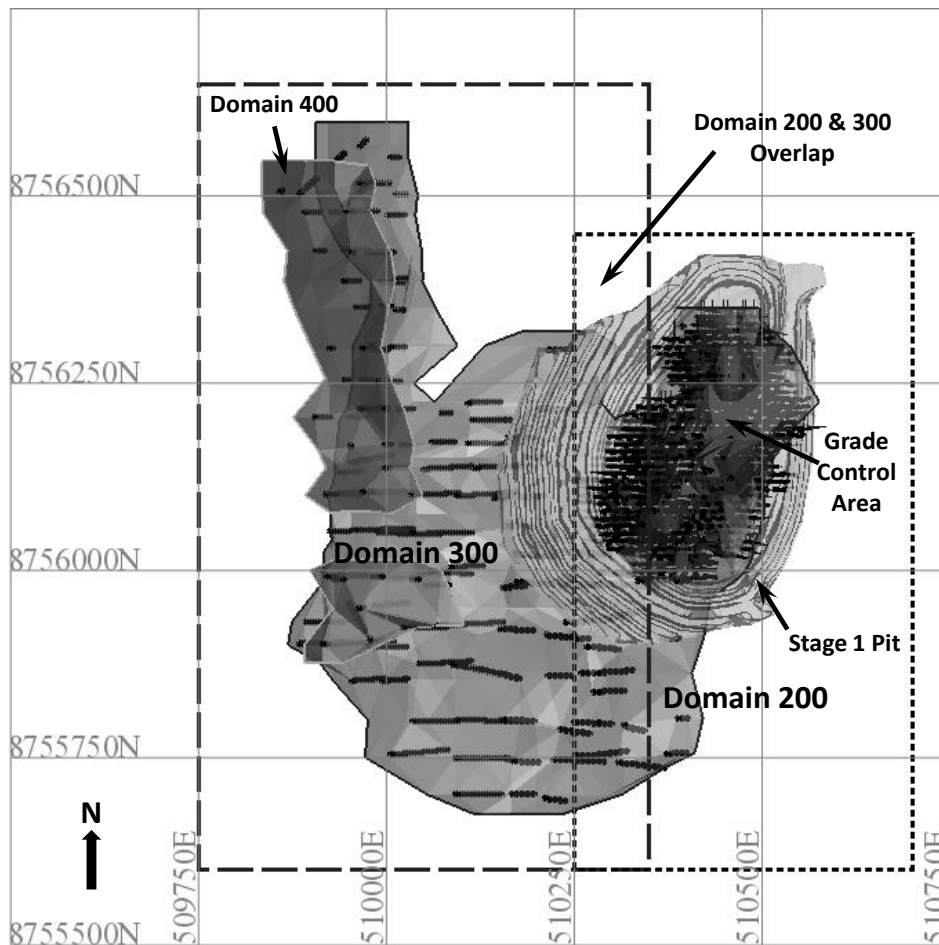 Domain 400
Domain 200 & 300
Overlap
8756500N
8756250N
Grade
Control
Area
Domain 300
8756000N
Stage 1 Pit
Domain 200
8755750N
N
8755500N
509750E
510000E
510250E
510500E
510750E